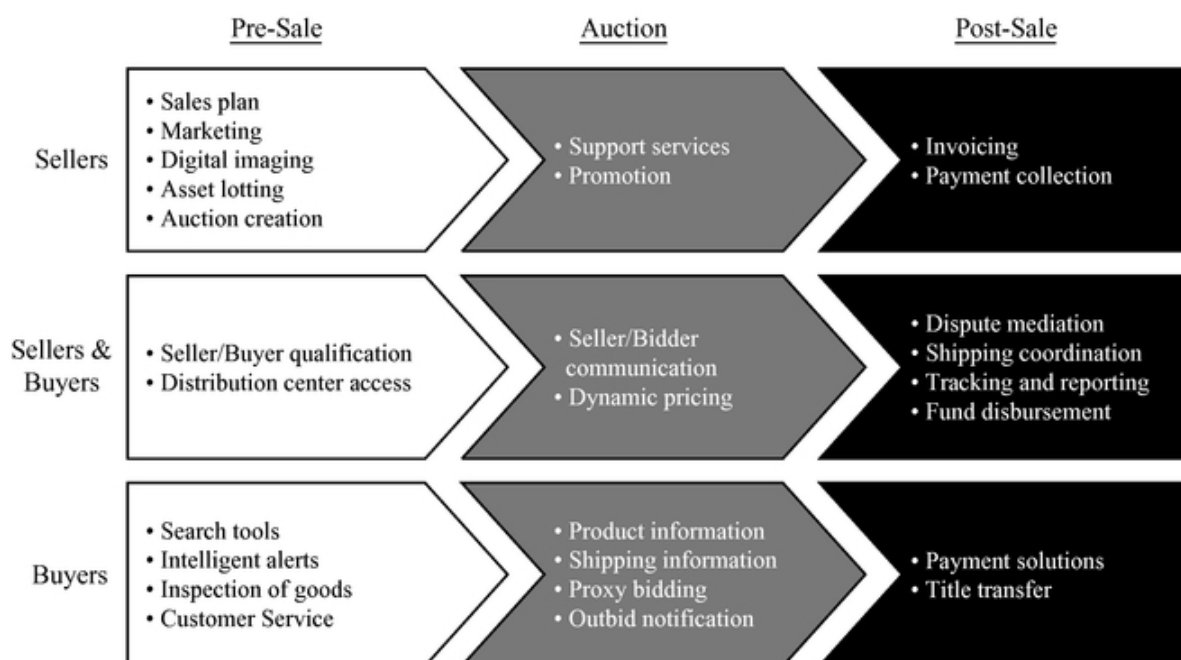 Pre-Sale
Auction
Post-Sale
Sellers
• Sales plan
• Marketing
• Digital imaging
• Asset lotting
• Auction creation
• Support services
• Promotion
• Invoicing
• Payment collection
Sellers &
Buyers
• Seller/Buyer qualification
• Distribution center access
• Seller/Bidder
communication
• Dynamic pricing
• Dispute mediation
• Shipping coordination
• Tracking and reporting
• Fund disbursement
Buyers
• Search tools
• Intelligent alerts
• Inspection of goods
• Customer Service
• Product information
• Shipping information
• Proxy bidding
• Outbid notification
• Payment solutions
• Title transfer